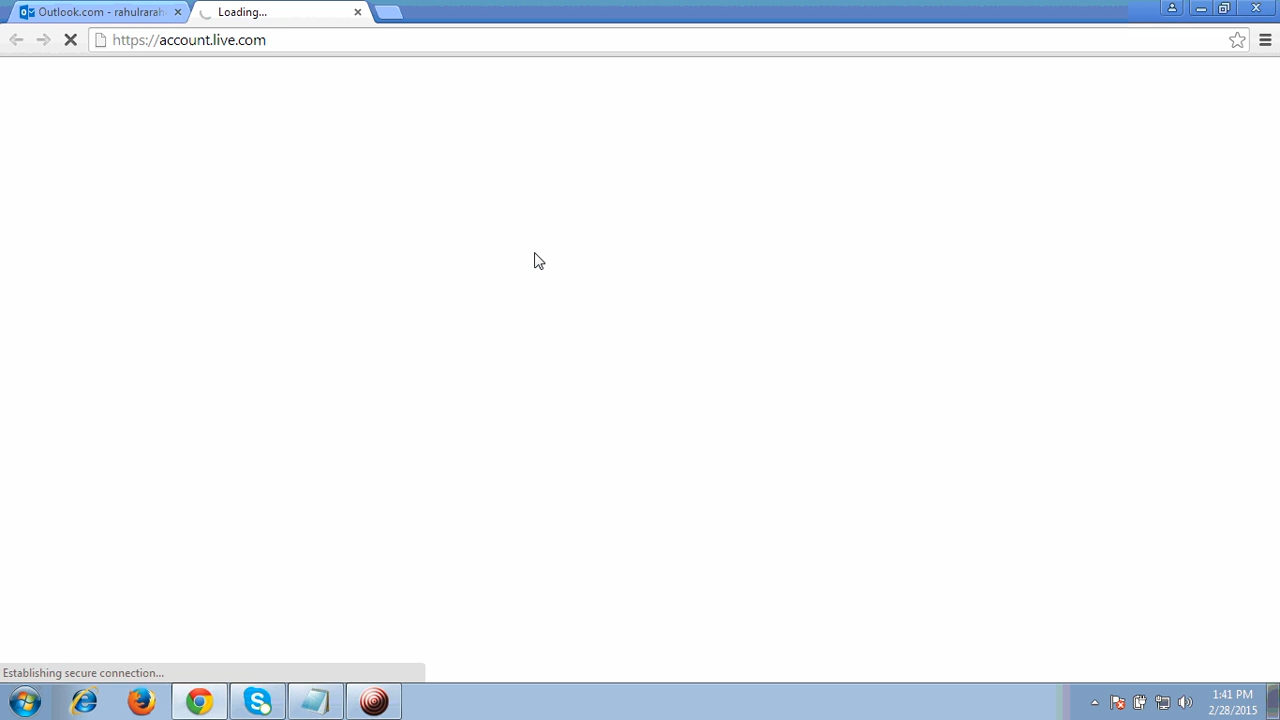 Outlook.com - rahulrarah
Loading...
https://account.live.com
Establishing secure connection...
1:41 PM
2/28/2015